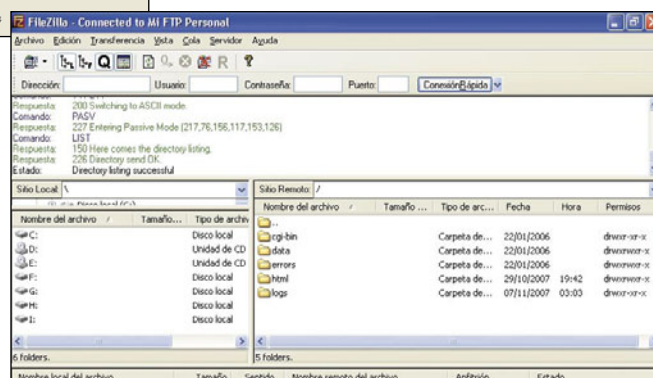 FileZilla - Connected to Mi FTP Personal
Archivo Edición Transferencia Vista Cola Servidor Ayuda
Dirección: Usuario: Contraseña: Puerto: Conexión Rápida
Respuesta: 200 Switching to ASCII mode.
Comando: PASV
Respuesta: 227 Entering Passive Mode (217,76,156,117,153,126)
Comando: LIST
Respuesta: 150 Here comes the directory listing.
Respuesta: 226 Directory send OK.
Estado: Directory listing successful
Sitio Local: \
Sitio Remoto: /
Nombre del archivo / Tamaño... Tipo de archiv
C: Disco local
D: Unidad de CD
E: Unidad de CD
F: Disco local
G: Disco local
H: Disco local
I: Disco local
6 folders.
Nombre del archivo / Tamaño ... Tipo de arc... Fecha Hora Permisos
..
cgi-bin Carpeta de... 22/01/2006 drwxr-xr-x
data Carpeta de... 22/01/2006 drwxrwxr-x
errors Carpeta de... 22/01/2006 drwxrwxr-x
html Carpeta de... 29/10/2007 19:42 drwxrwxr-x
logs Carpeta de... 07/11/2007 03:03 drwxr-xr-x
5 folders.
Nombre local del archivo Tamaño Sentido Nombre remoto del archivo Anfitrión Estado